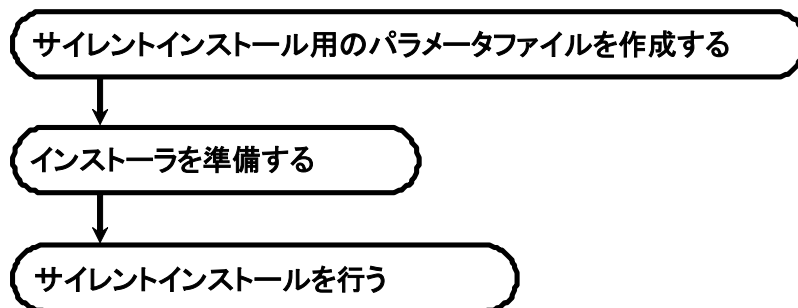 サイレントインストール用のパラメータファイルを作成する
インストーラを準備する
サイレントインストールを行う